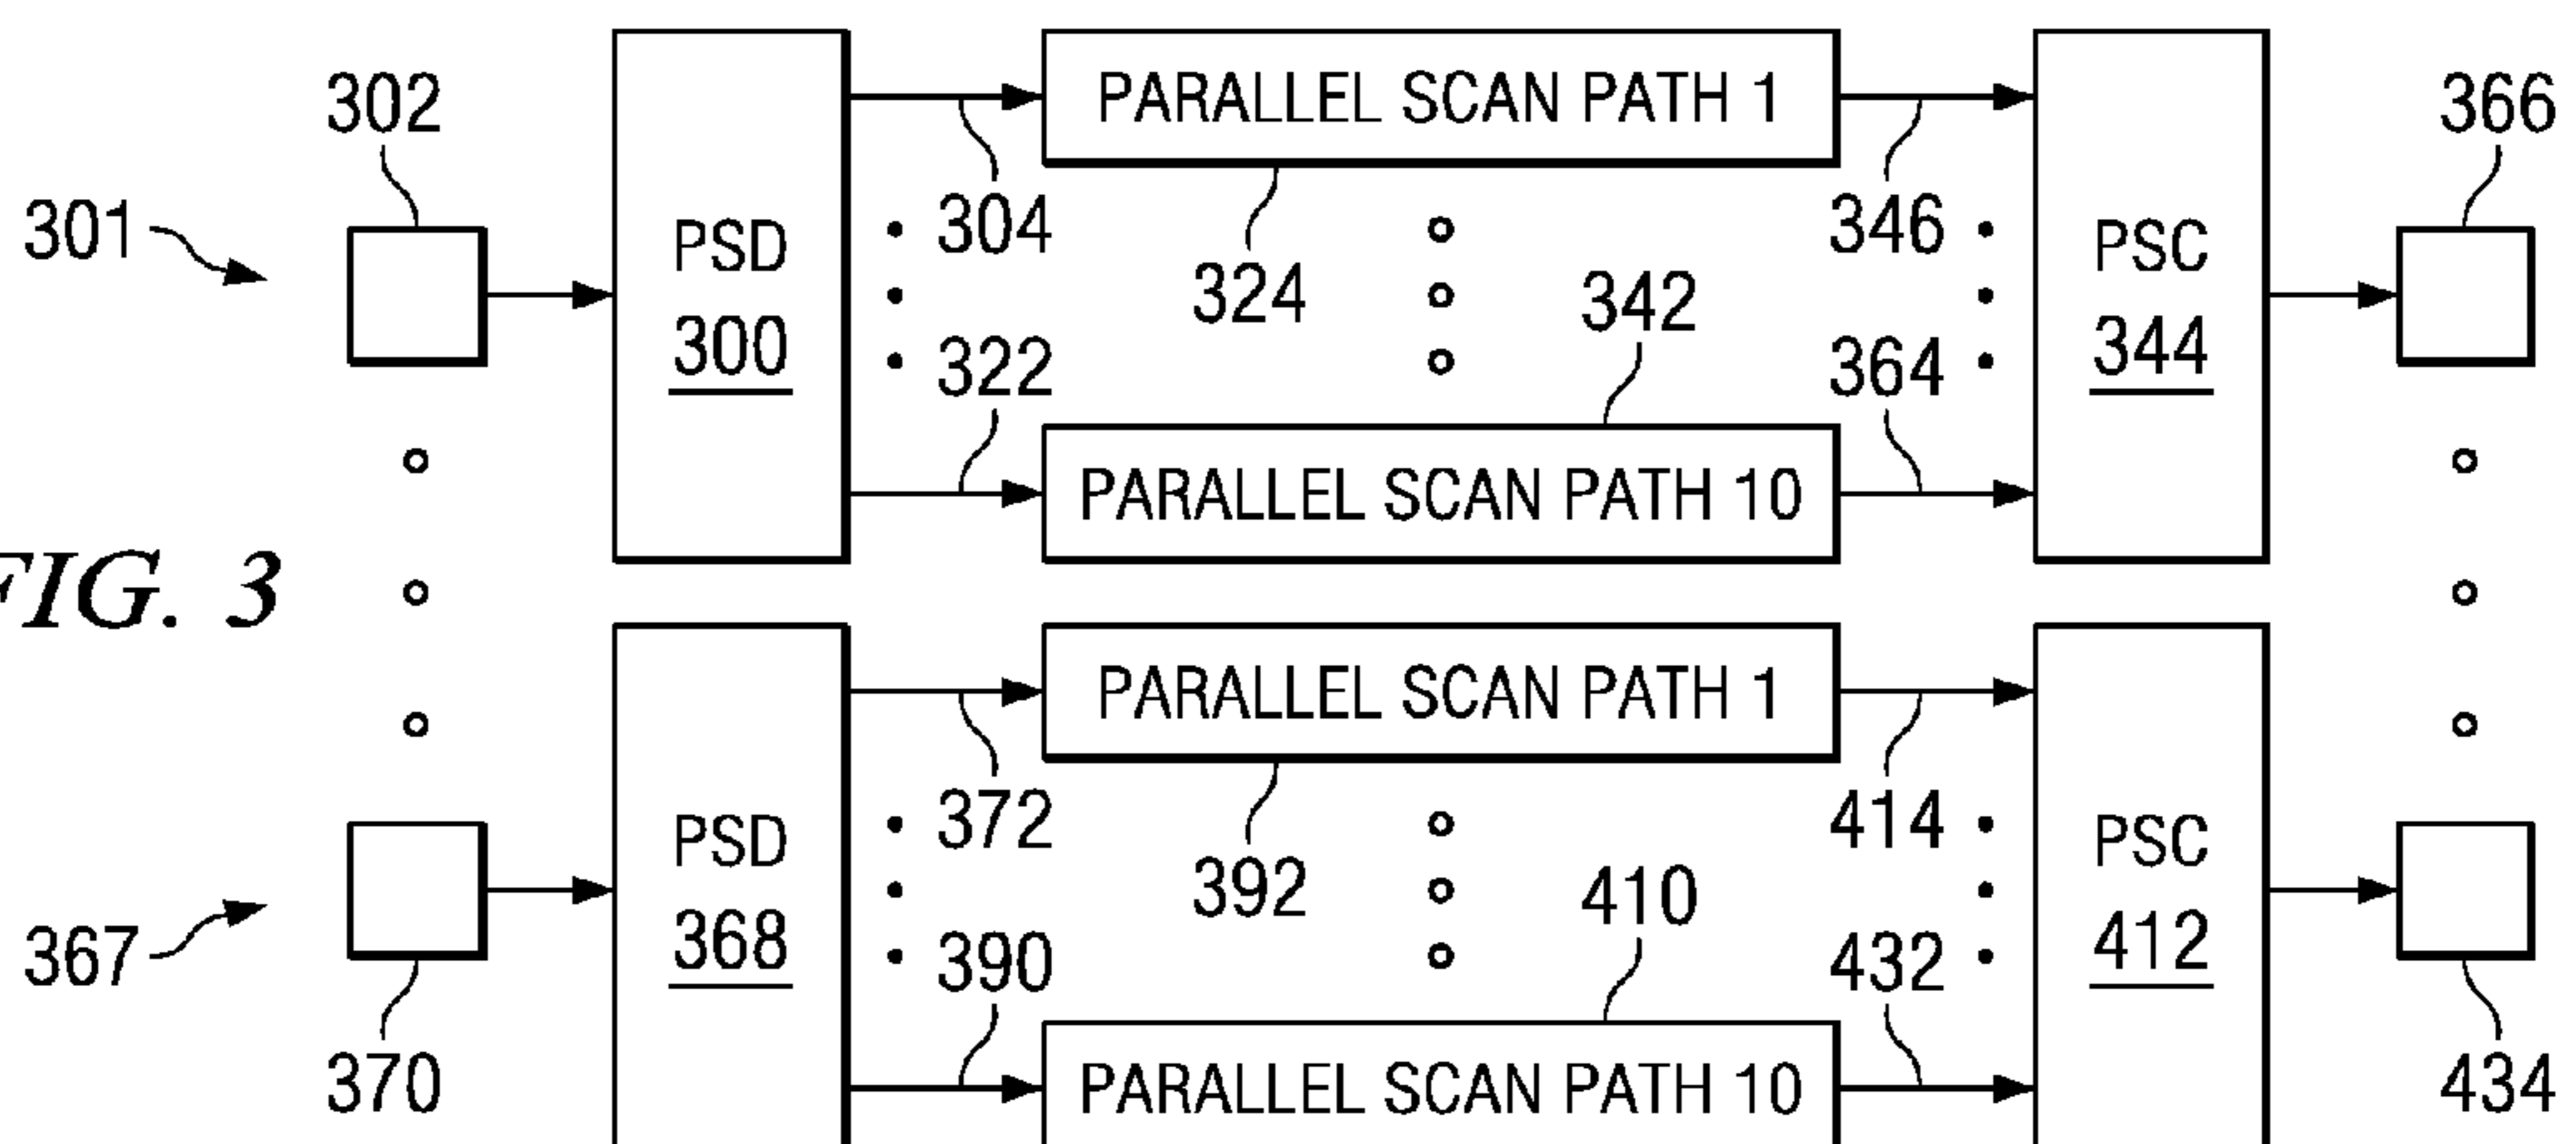 302
366
PARALLEL SCAN PATH 1
301
PSD
300
304
324
346
PSC
344
342
322
364
PARALLEL SCAN PATH 10
FIG. 3
PARALLEL SCAN PATH 1
PSD
368
372
392
414
PSC
412
410
367
390
432
370
PARALLEL SCAN PATH 10
434